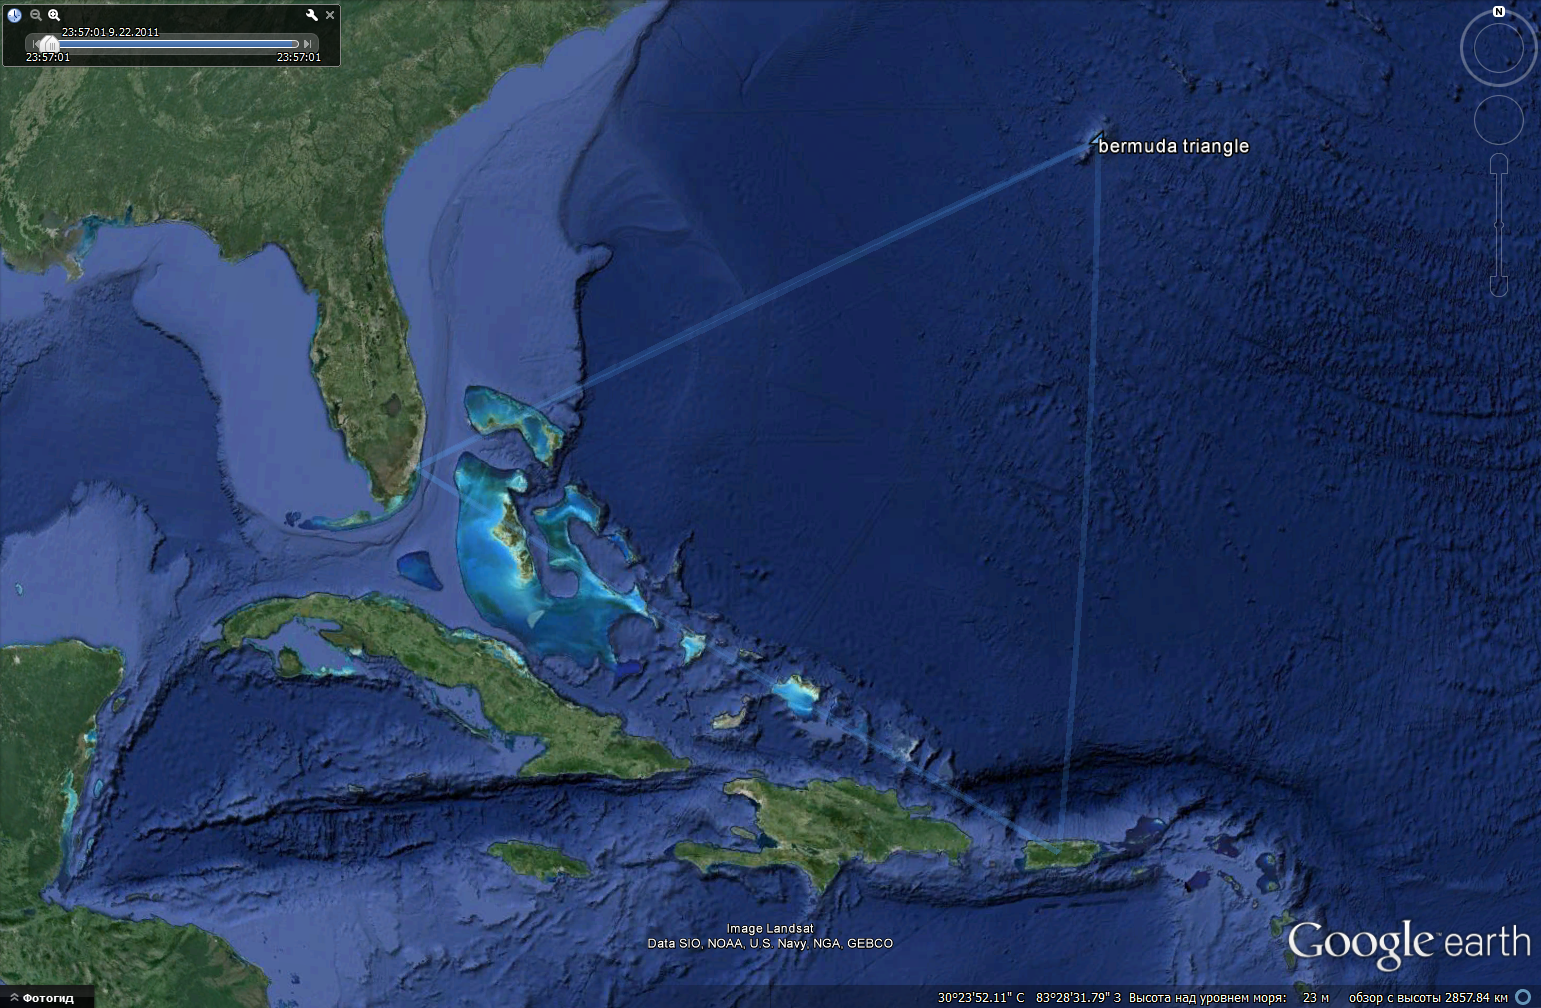 23:57:01 9.22.2011
23:57:01 23:57:01
N
bermuda triangle
Image Landsat
Data SIO, NOAA, U.S. Navy, NGA, GEBCO
Google earth
Фотогид
30°23'52.11" С 83°28'31.79" З Высота над уровнем моря: 23 м обзор с высоты 2857.84 км